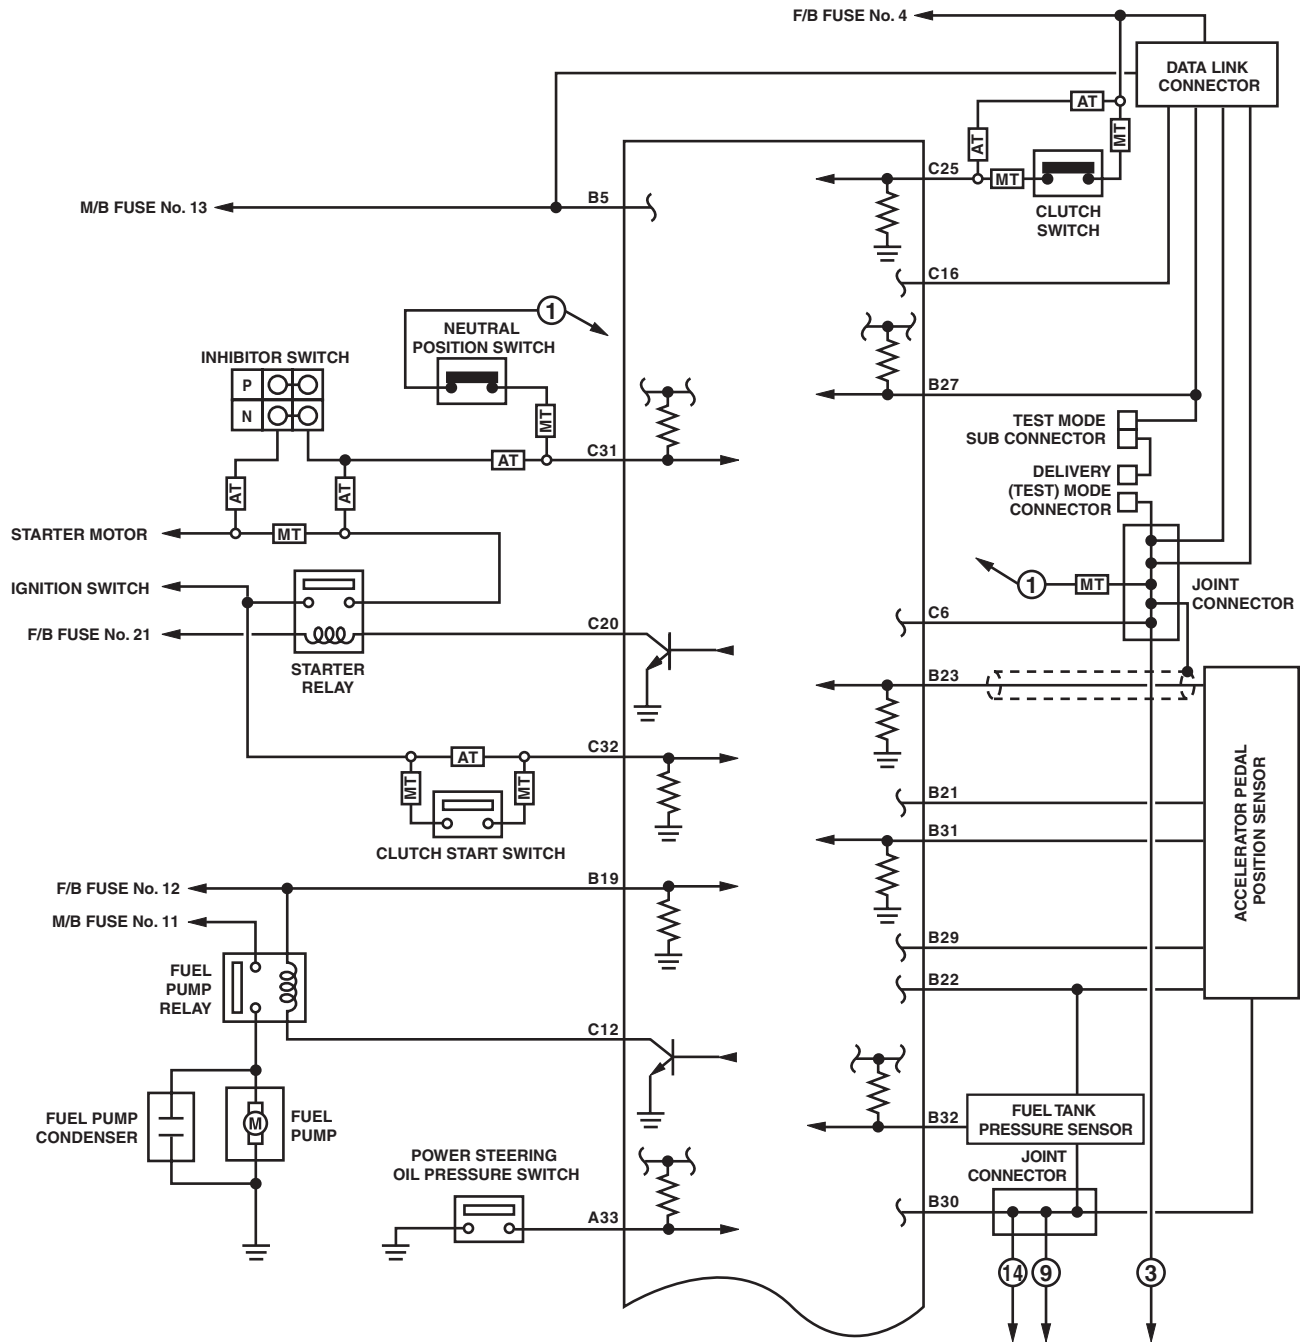 F/B FUSE No. 4
DATA LINK
CONNECTOR
AT
AT
MT
C25
MT
CLUTCH
SWITCH
M/B FUSE No. 13
B5
C16
1
NEUTRAL
POSITION SWITCH
INHIBITOR SWITCH
P
N
MT
B27
TEST MODE
SUB CONNECTOR
AT
C31
DELIVERY
(TEST) MODE
CONNECTOR
AT
AT
STARTER MOTOR
MT
IGNITION SWITCH
1
MT
JOINT
CONNECTOR
F/B FUSE No. 21
C20
C6
STARTER
RELAY
B23
AT
C32
MT
MT
CLUTCH START SWITCH
B21
B31
ACCELERATOR PEDAL
POSITION SENSOR
F/B FUSE No. 12
B19
M/B FUSE No. 11
B29
FUEL
PUMP
RELAY
B22
C12
FUEL PUMP
CONDENSER
M
FUEL
PUMP
B32
FUEL TANK
PRESSURE SENSOR
JOINT
CONNECTOR
POWER STEERING
OIL PRESSURE SWITCH
A33
B30
14
9
3